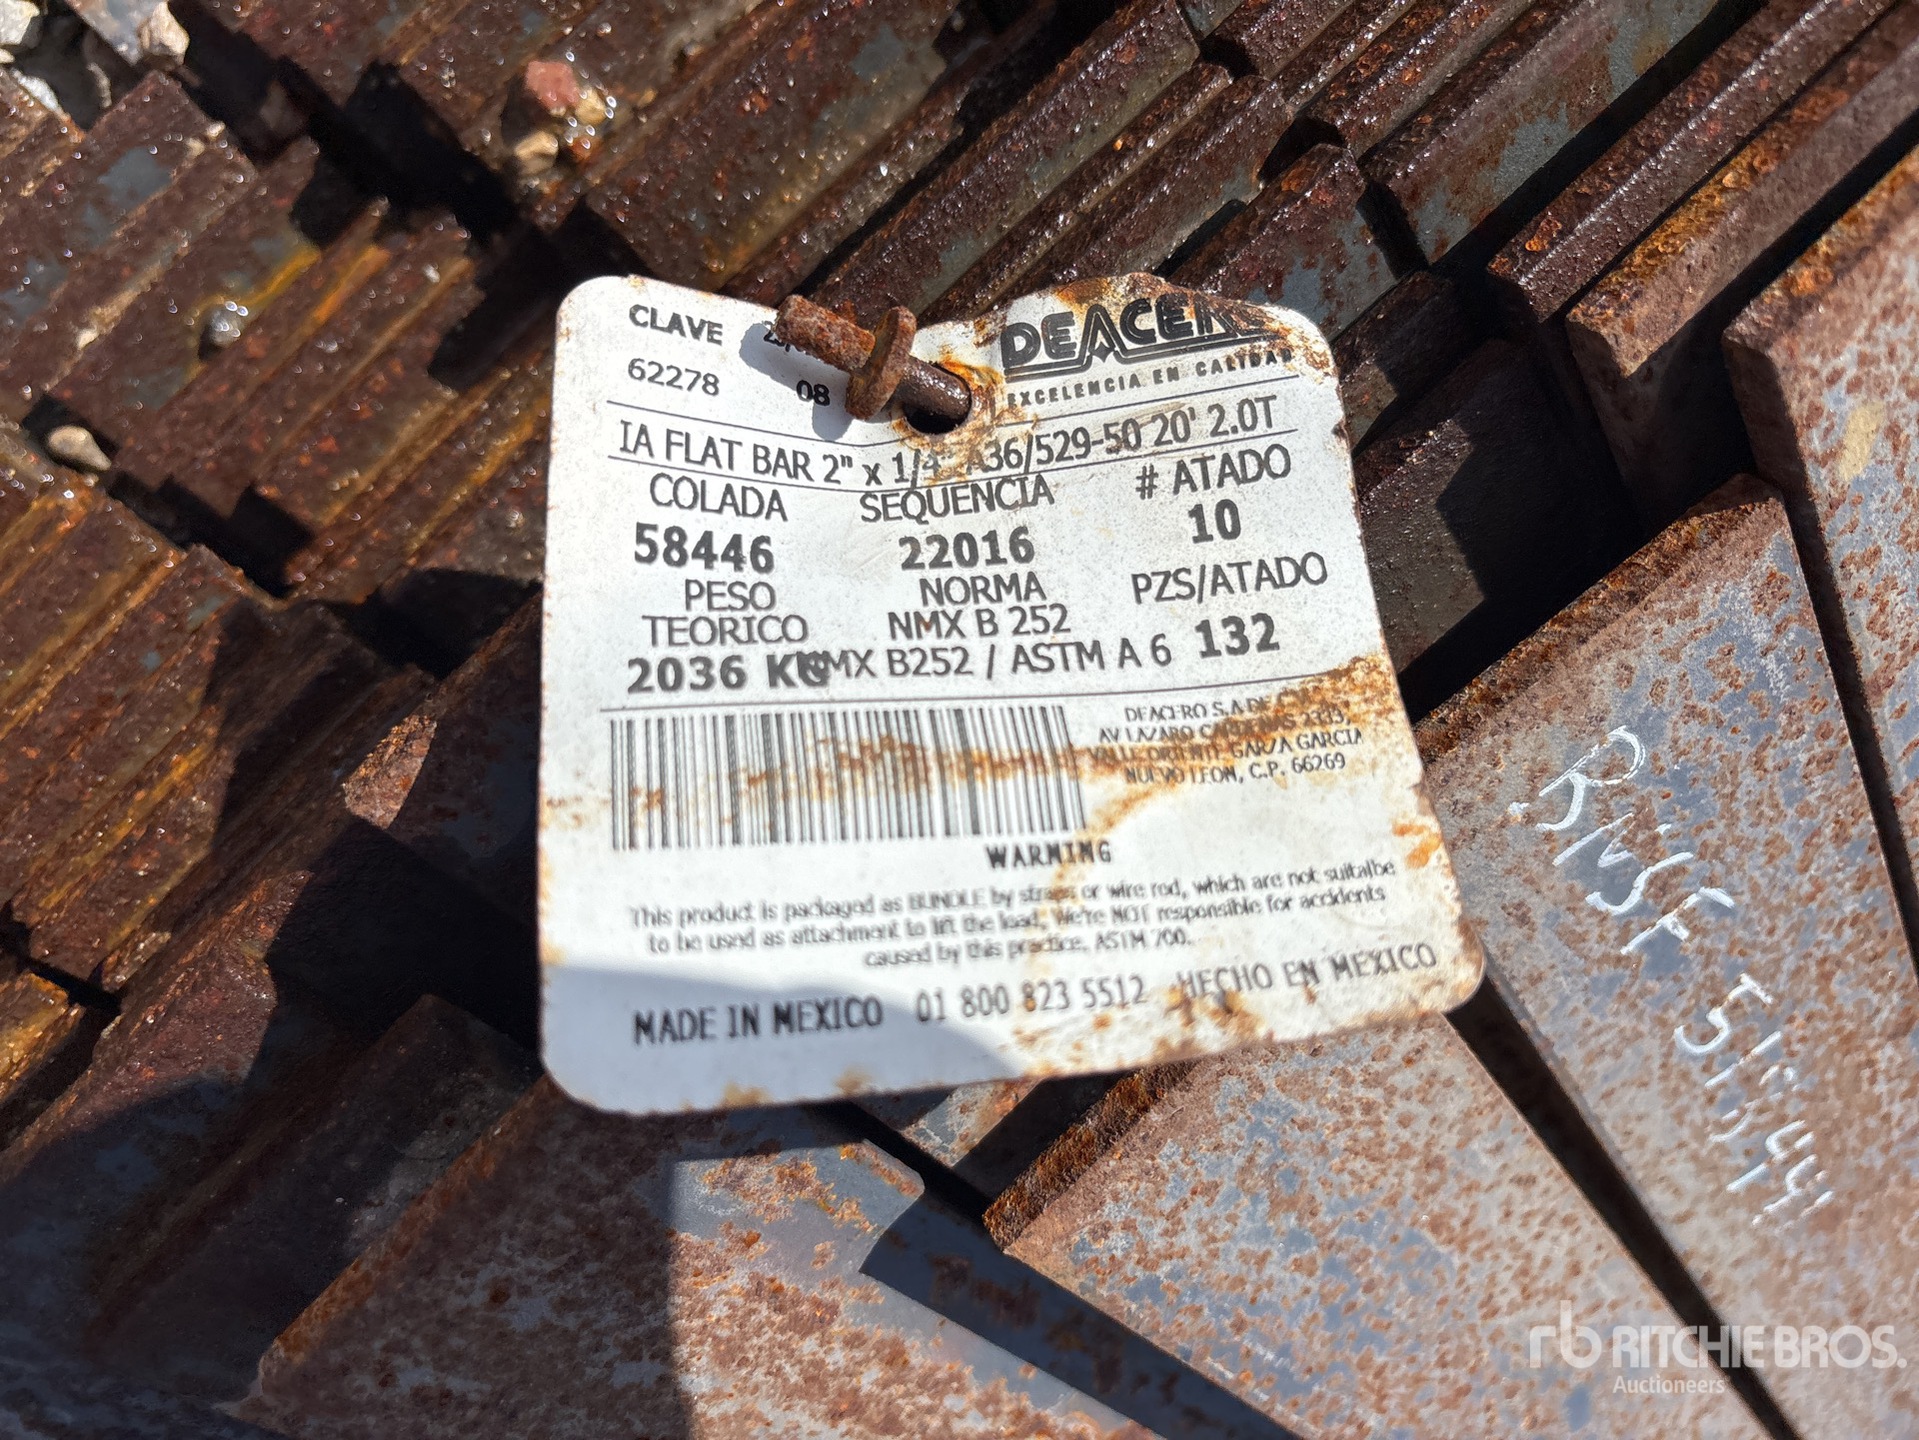 CLAVE
62278
08
DEACERO
EXCELENCIA EN CALIDAD
IA FLAT BAR 2" x 1/4" A36/529-50 20' 2.0T
COLADA SEQUENCIA # ATADO
58446 22016 10
PESO NORMA PZS/ATADO
TEORICO NMX B 252 132
2036 KG NMX B252 / ASTM A 6
DEACERO S.A DE
AV LAZARO CARDENAS 2333,
VALLE ORIENTE GARZA GARCIA
NUEVO LEON, C.P. 66269
WARNING
This product is packaged as BUNDLE by straps or wire rod, which are not suitalbe
to be used as attachment to lift the load, We're NOT responsible for accidents
caused by this practice. ASTM 700.
MADE IN MEXICO 01 800 823 5512 HECHO EN MEXICO
rb RITCHIE BROS.
Auctioneers